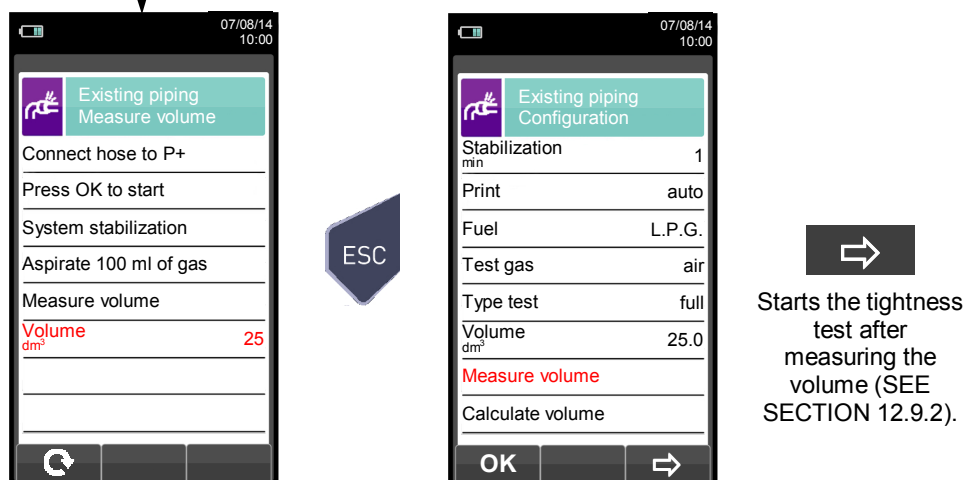 07/08/14
10:00
Existing piping
Measure volume
Connect hose to P+
Press OK to start
System stabilization
Aspirate 100 ml of gas
Measure volume
Volume
dm³ 25
ESC
07/08/14
10:00
Existing piping
Configuration
Stabilization
min 1
Print auto
Fuel L.P.G.
Test gas air
Type test full
Volume
dm³ 25.0
Measure volume
Calculate volume
OK
Starts the tightness
test after
measuring the
volume (SEE
SECTION 12.9.2).